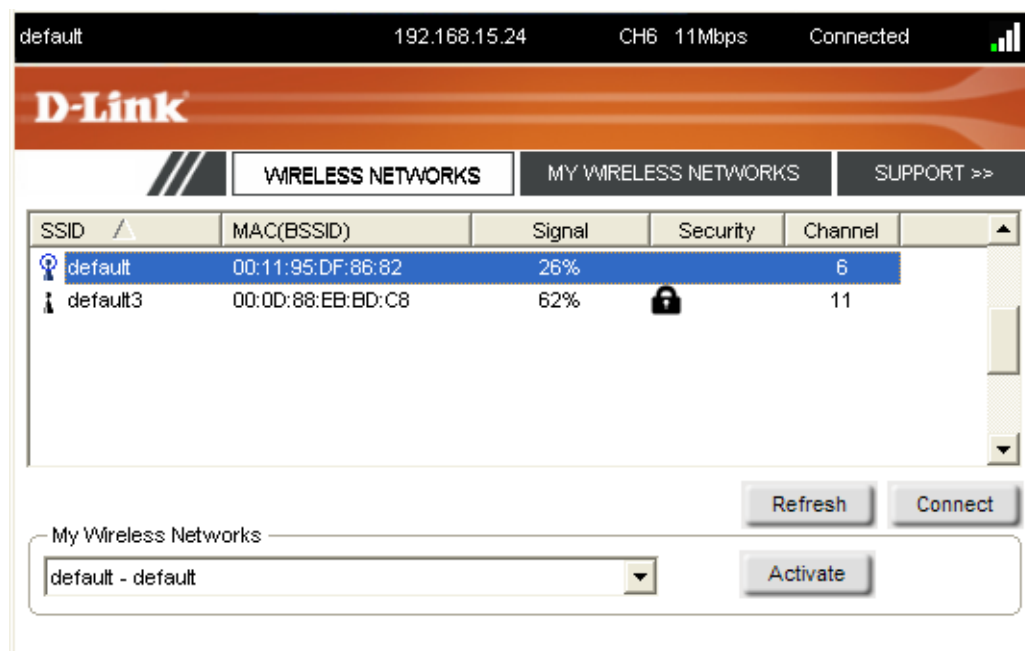 default 192.168.15.24 CH6 11Mbps Connected
D-Link
WIRELESS NETWORKS MY WIRELESS NETWORKS SUPPORT >>
SSID MAC(BSSID) Signal Security Channel
default 00:11:95:DF:86:82 26% 6
default3 00:0D:88:EB:BD:C8 62% 11
Refresh Connect
My Wireless Networks
default - default Activate